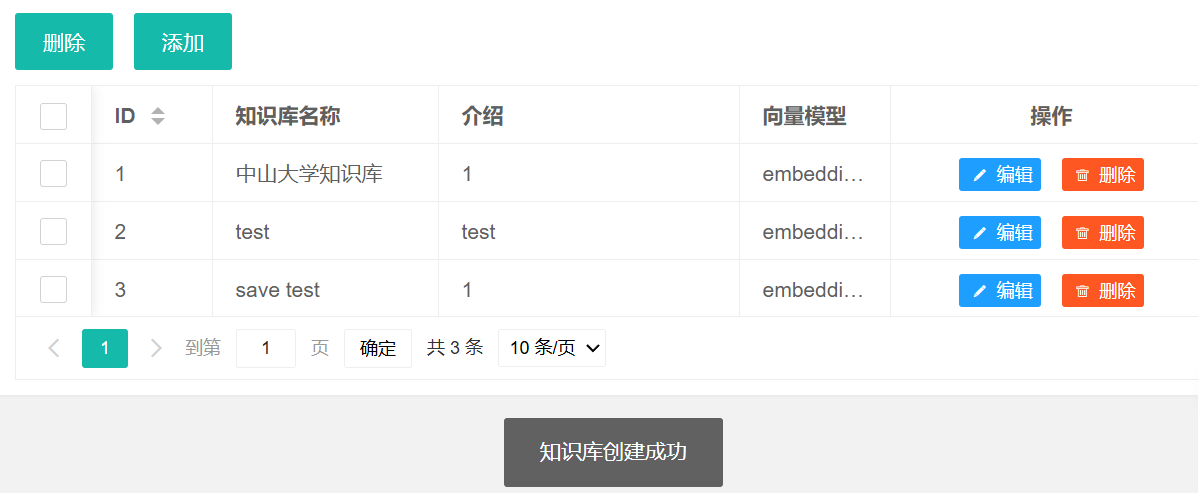 删除 添加
ID 知识库名称 介绍 向量模型 操作
1 中山大学知识库 1 embeddi... 编辑 删除
2 test test embeddi... 编辑 删除
3 save test 1 embeddi... 编辑 删除
1 到第 1 页 确定 共 3 条 10 条/页
知识库创建成功